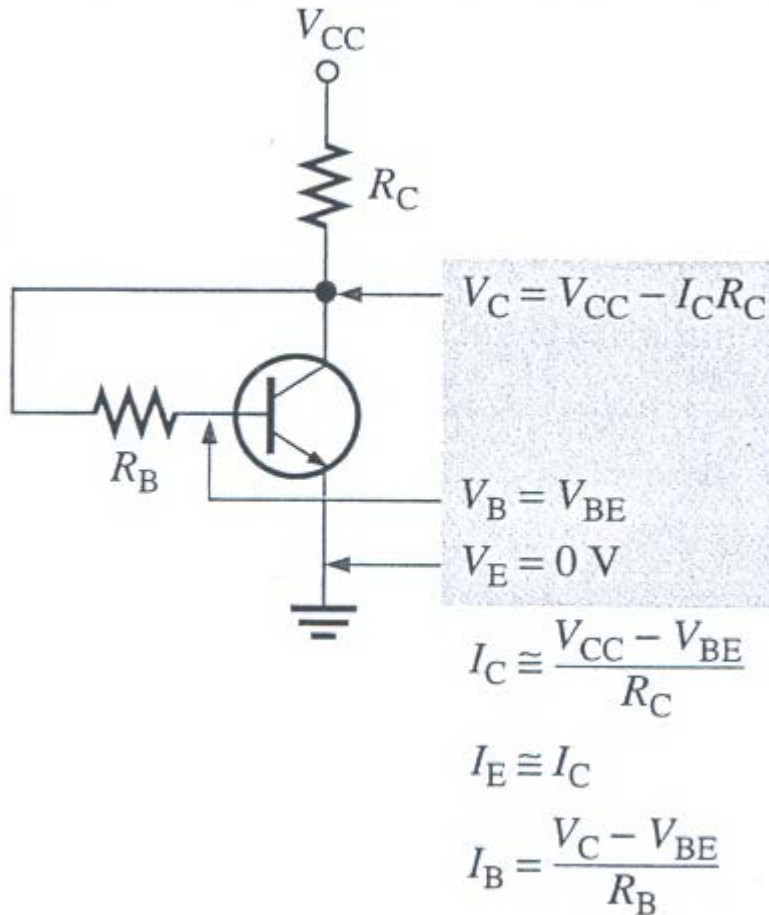 V_CC
R_C
V_C = V_CC − I_C R_C
R_B
V_B = V_BE
V_E = 0 V
I_C ≅ (V_CC − V_BE) / R_C
I_E ≅ I_C
I_B = (V_C − V_BE) / R_B